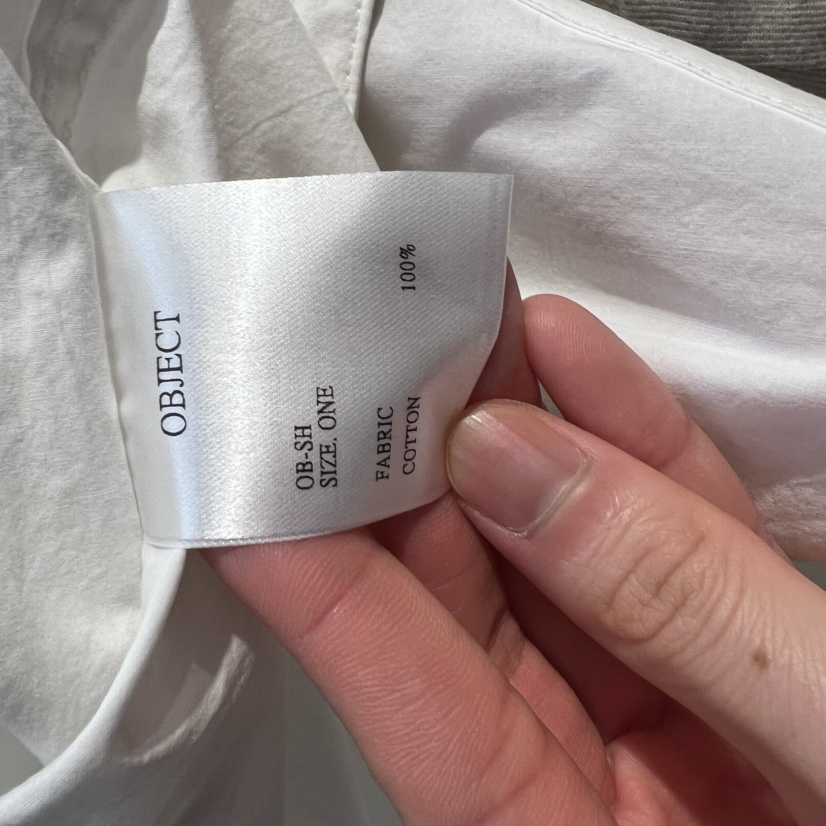 OBJECT
OB-SH
SIZE. ONE
FABRIC
COTTON 100%